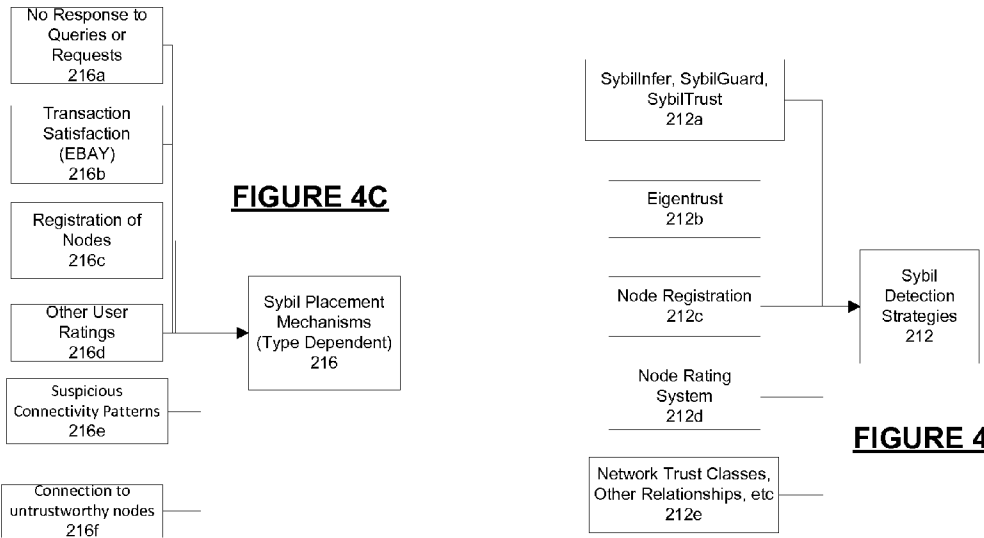 No Response to
Queries or
Requests
216a
Transaction
Satisfaction
(EBAY)
216b
Registration of
Nodes
216c
Other User
Ratings
216d
Suspicious
Connectivity Patterns
216e
Connection to
untrustworthy nodes
216f
FIGURE 4C
Sybil Placement
Mechanisms
(Type Dependent)
216
SybilInfer, SybilGuard,
SybilTrust
212a
Eigentrust
212b
Node Registration
212c
Node Rating
System
212d
Network Trust Classes,
Other Relationships, etc
212e
Sybil
Detection
Strategies
212
FIGURE 4